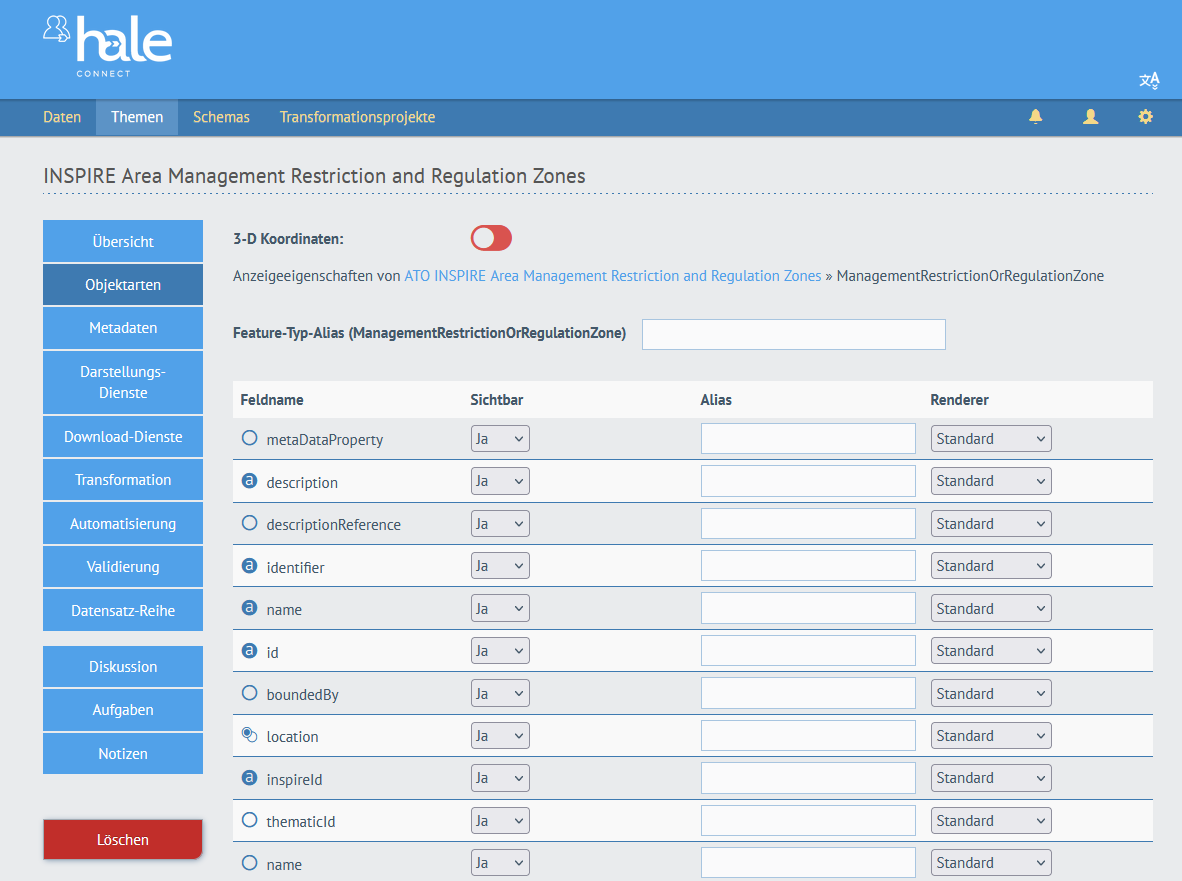 hale
CONNECT
文A
Daten Themen Schemas Transformationsprojekte
INSPIRE Area Management Restriction and Regulation Zones
Übersicht
Objektarten
Metadaten
Darstellungs-
Dienste
Download-Dienste
Transformation
Automatisierung
Validierung
Datensatz-Reihe
Diskussion
Aufgaben
Notizen
Löschen
3-D Koordinaten:
Anzeigeeigenschaften von ATO INSPIRE Area Management Restriction and Regulation Zones » ManagementRestrictionOrRegulationZone
Feature-Typ-Alias (ManagementRestrictionOrRegulationZone)
Feldname Sichtbar Alias Renderer
metaDataProperty Ja Standard
a description Ja Standard
descriptionReference Ja Standard
a identifier Ja Standard
a name Ja Standard
a id Ja Standard
boundedBy Ja Standard
location Ja Standard
a inspireId Ja Standard
thematicId Ja Standard
name Ja Standard